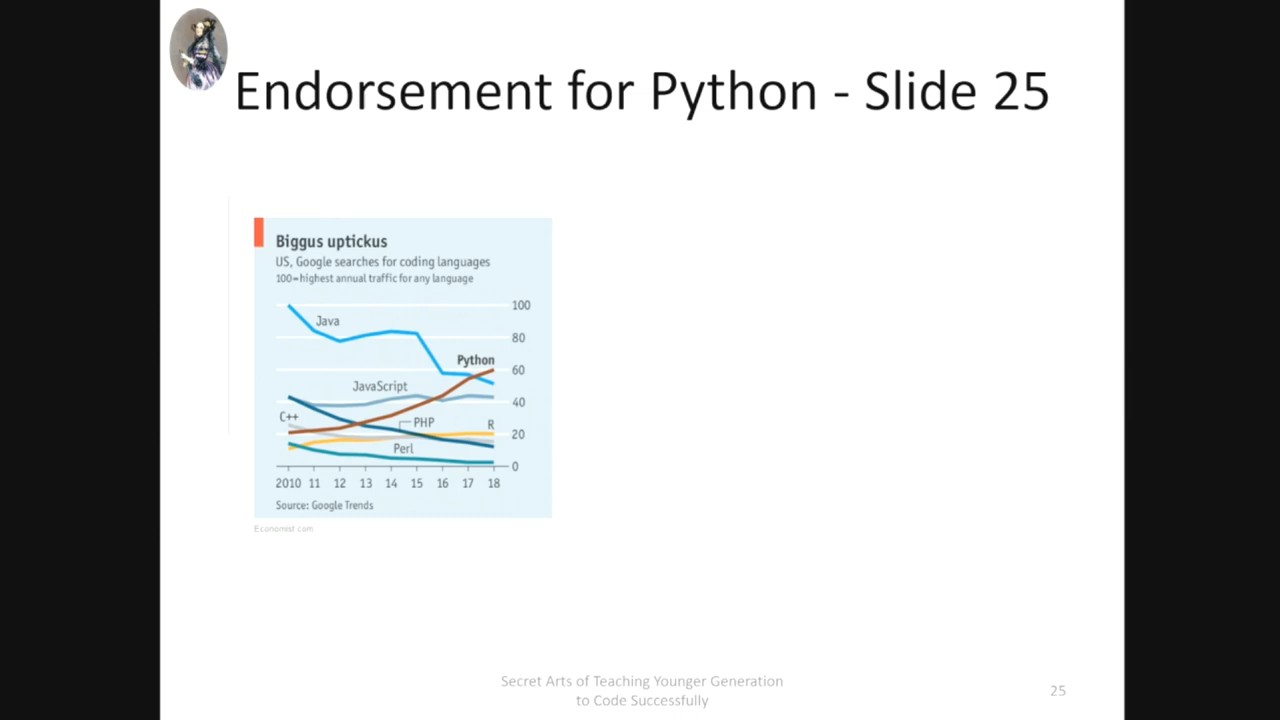 Endorsement for Python - Slide 25
Biggus uptickus
US, Google searches for coding languages
100=highest annual traffic for any language
100
Java
80
Python
60
JavaScript
40
C++
PHP
R
20
Perl
0
2010 11 12 13 14 15 16 17 18
Source: Google Trends
Economist.com
Secret Arts of Teaching Younger Generation
to Code Successfully
25